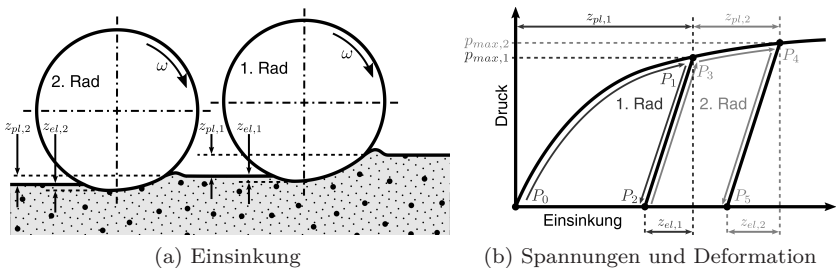 2. Rad
ω
1. Rad
ω
z_{pl,2}
z_{el,2}
z_{pl,1}
z_{el,1}
(a) Einsinkung
z_{pl,1}
z_{pl,2}
p_{max,2}
p_{max,1}
Druck
P_1
P_3
P_4
1. Rad
2. Rad
P_0
P_2
P_5
Einsinkung
z_{el,1}
z_{el,2}
(b) Spannungen und Deformation